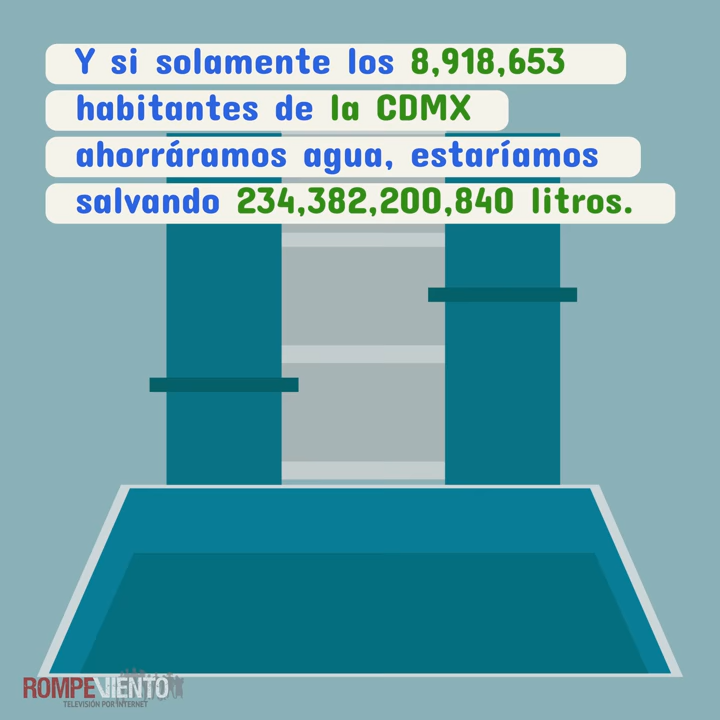 Y si solamente los 8,918,653
habitantes de la CDMX
ahorráramos agua, estaríamos
salvando 234,382,200,840 litros.
ROMPEVIENTO
TELEVISIÓN POR INTERNET